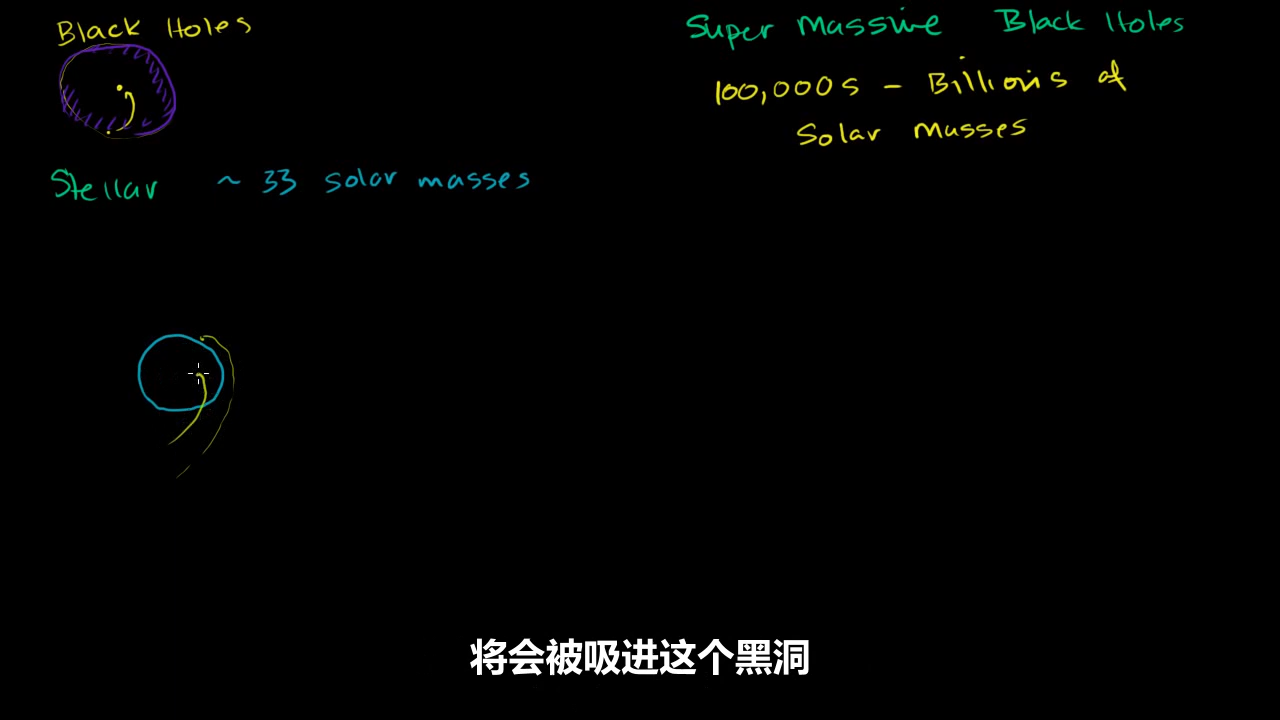 Black Holes
Stellar ~ 33 solar masses
Super Massive Black Holes
100,000s - Billions of
Solar Masses
将会被吸进这个黑洞